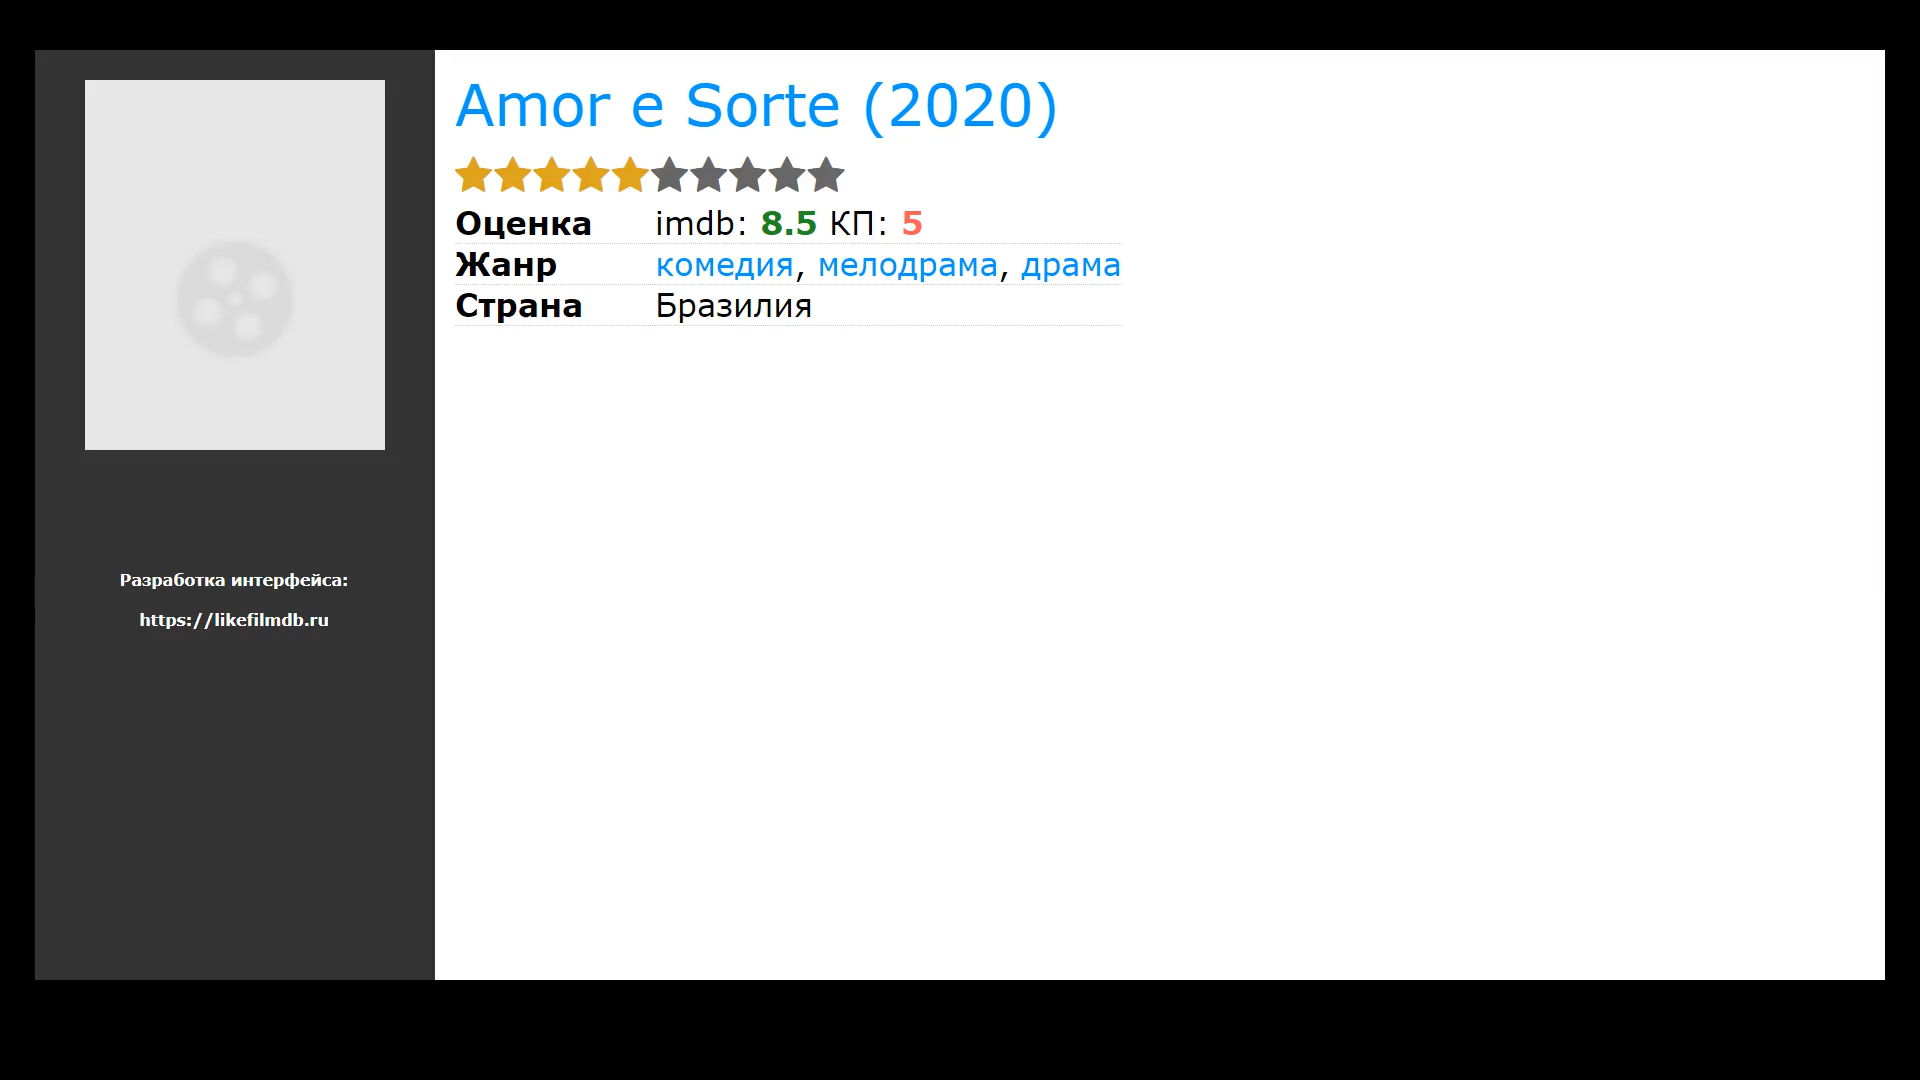 Amor e Sorte (2020)
Оценка imdb: 8.5 КП: 5
Жанр комедия, мелодрама, драма
Страна Бразилия
Разработка интерфейса:
https://likefilmdb.ru